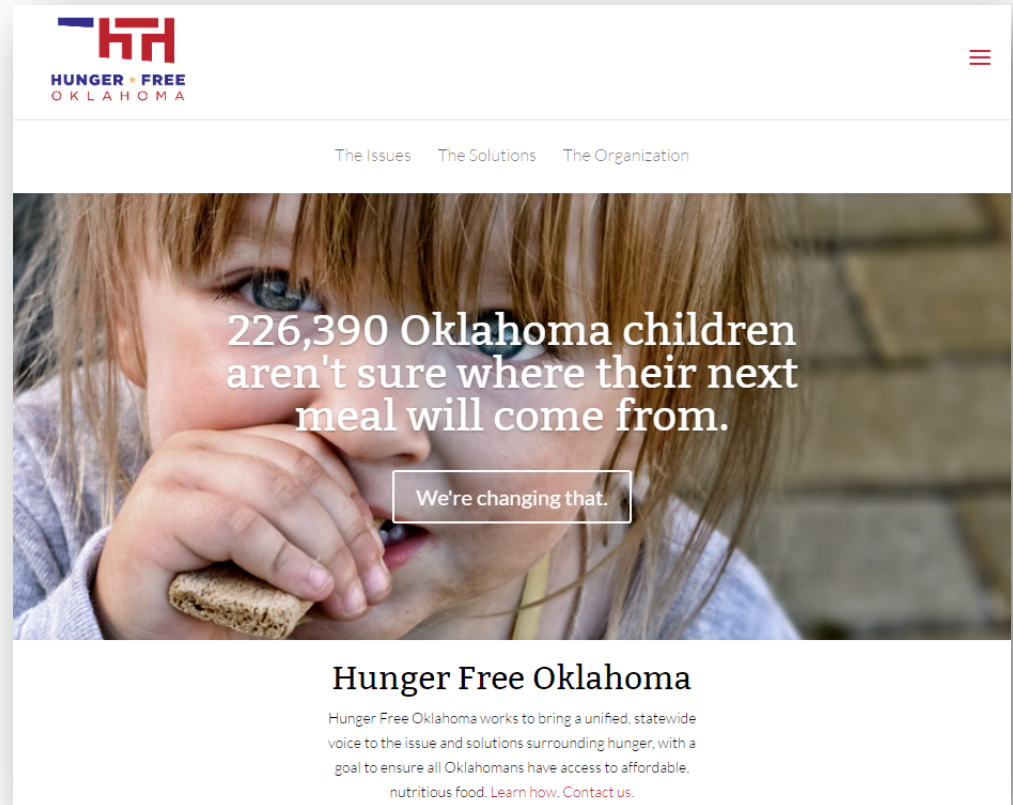 HUNGER ★ FREE
OKLAHOMA
The Issues The Solutions The Organization
226,390 Oklahoma children
aren't sure where their next
meal will come from.
We're changing that.
Hunger Free Oklahoma
Hunger Free Oklahoma works to bring a unified, statewide
voice to the issue and solutions surrounding hunger, with a
goal to ensure all Oklahomans have access to affordable,
nutritious food. Learn how. Contact us.